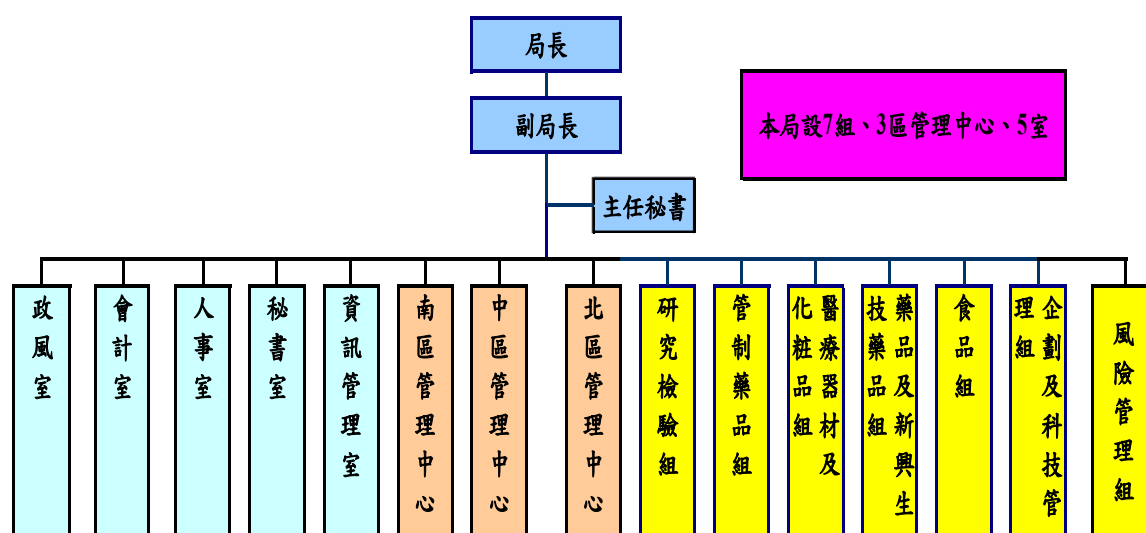 局長
副局長
本局設7組、3區管理中心、5室
主任秘書
政風室
會計室
人事室
秘書室
資訊管理室
南區管理中心
中區管理中心
北區管理中心
研究檢驗組
管制藥品組
醫療器材及
化粧品組
藥品及新興生
技藥品組
食品組
企劃及科技管
理組
風險管理組